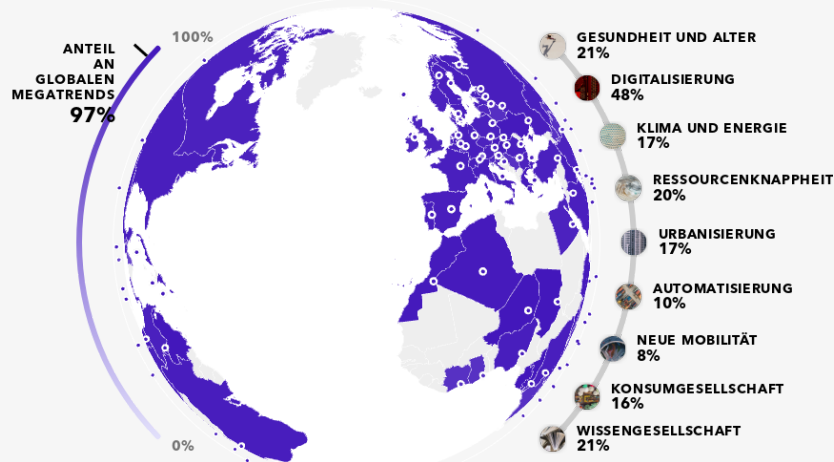 ANTEIL
AN
GLOBALEN
MEGATRENDS
97%
100%
0%
GESUNDHEIT UND ALTER
21%
DIGITALISIERUNG
48%
KLIMA UND ENERGIE
17%
RESSOURCENKNAPPHEIT
20%
URBANISIERUNG
17%
AUTOMATISIERUNG
10%
NEUE MOBILITÄT
8%
KONSUMGESELLSCHAFT
16%
WISSENGESELLSCHAFT
21%